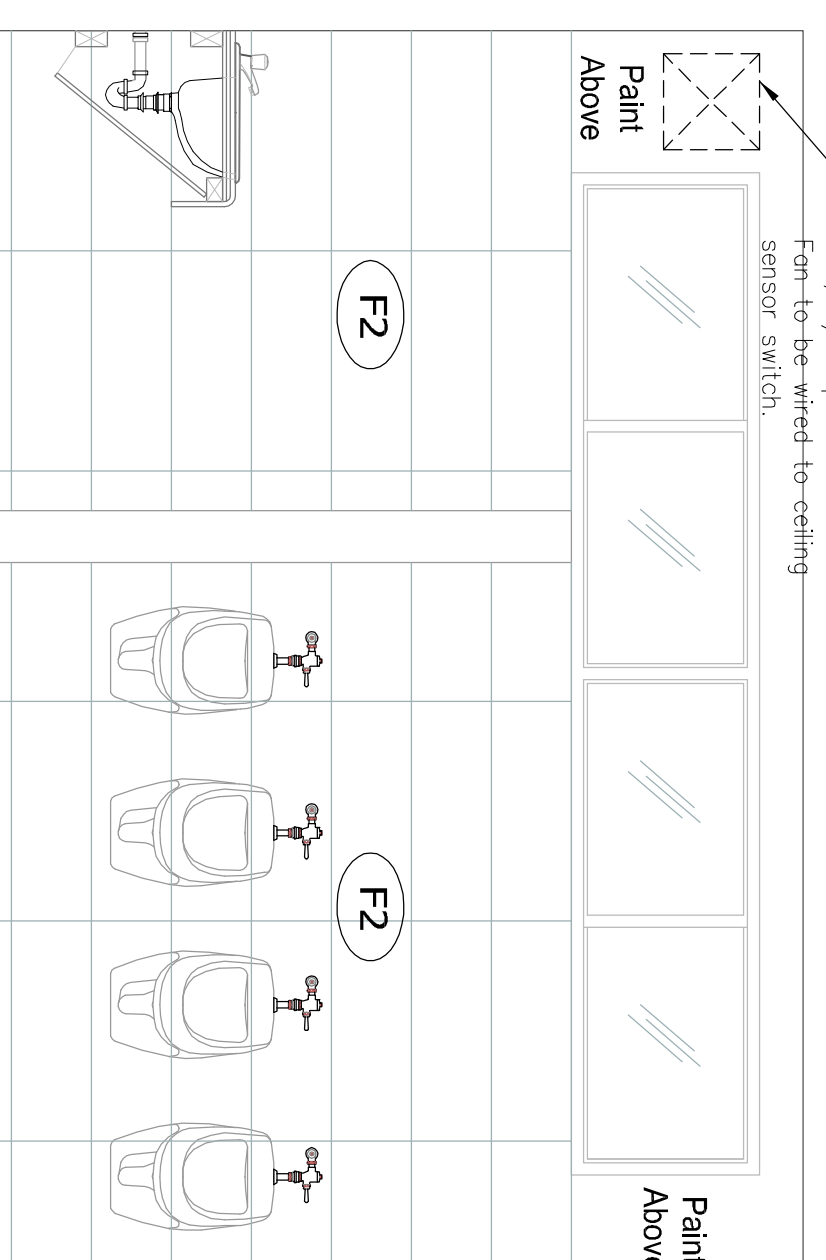 Paint
Above
Fan to be wired to ceiling
sensor switch.
F2
F2
Paint
Above